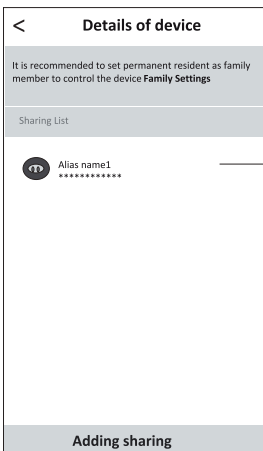 < Details of device
It is recommended to set permanent resident as family
member to control the device Family Settings
Sharing List
Alias name1
************
Adding sharing